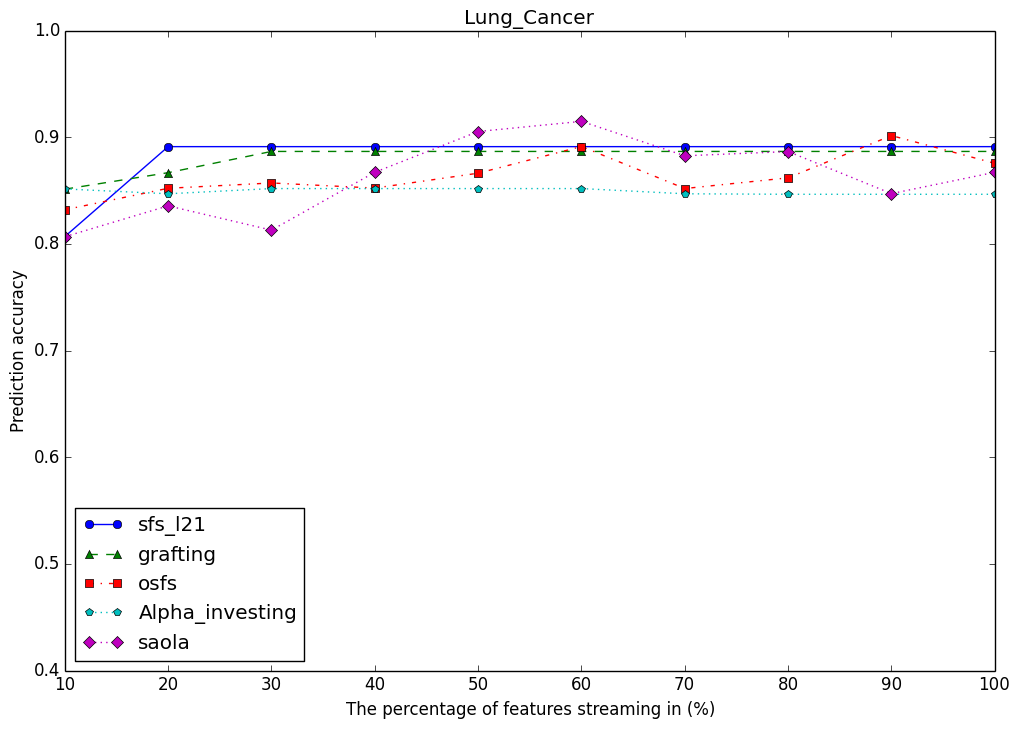 Lung_Cancer
1.0
0.9
0.8
0.7
0.6
0.5
0.4
Prediction accuracy
sfs_l21
grafting
osfs
Alpha_investing
saola
10 20 30 40 50 60 70 80 90 100
The percentage of features streaming in (%)